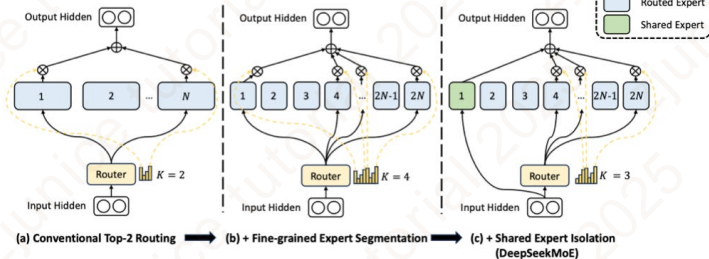 Routed Expert
Shared Expert
Output Hidden
1 2 ... N
Router K = 2
Input Hidden
(a) Conventional Top-2 Routing
Output Hidden
1 2 3 4 ... 2N-1 2N
Router K = 4
Input Hidden
(b) + Fine-grained Expert Segmentation
Output Hidden
1 2 3 4 ... 2N-1 2N
Router K = 3
Input Hidden
(c) + Shared Expert Isolation
(DeepSeekMoE)